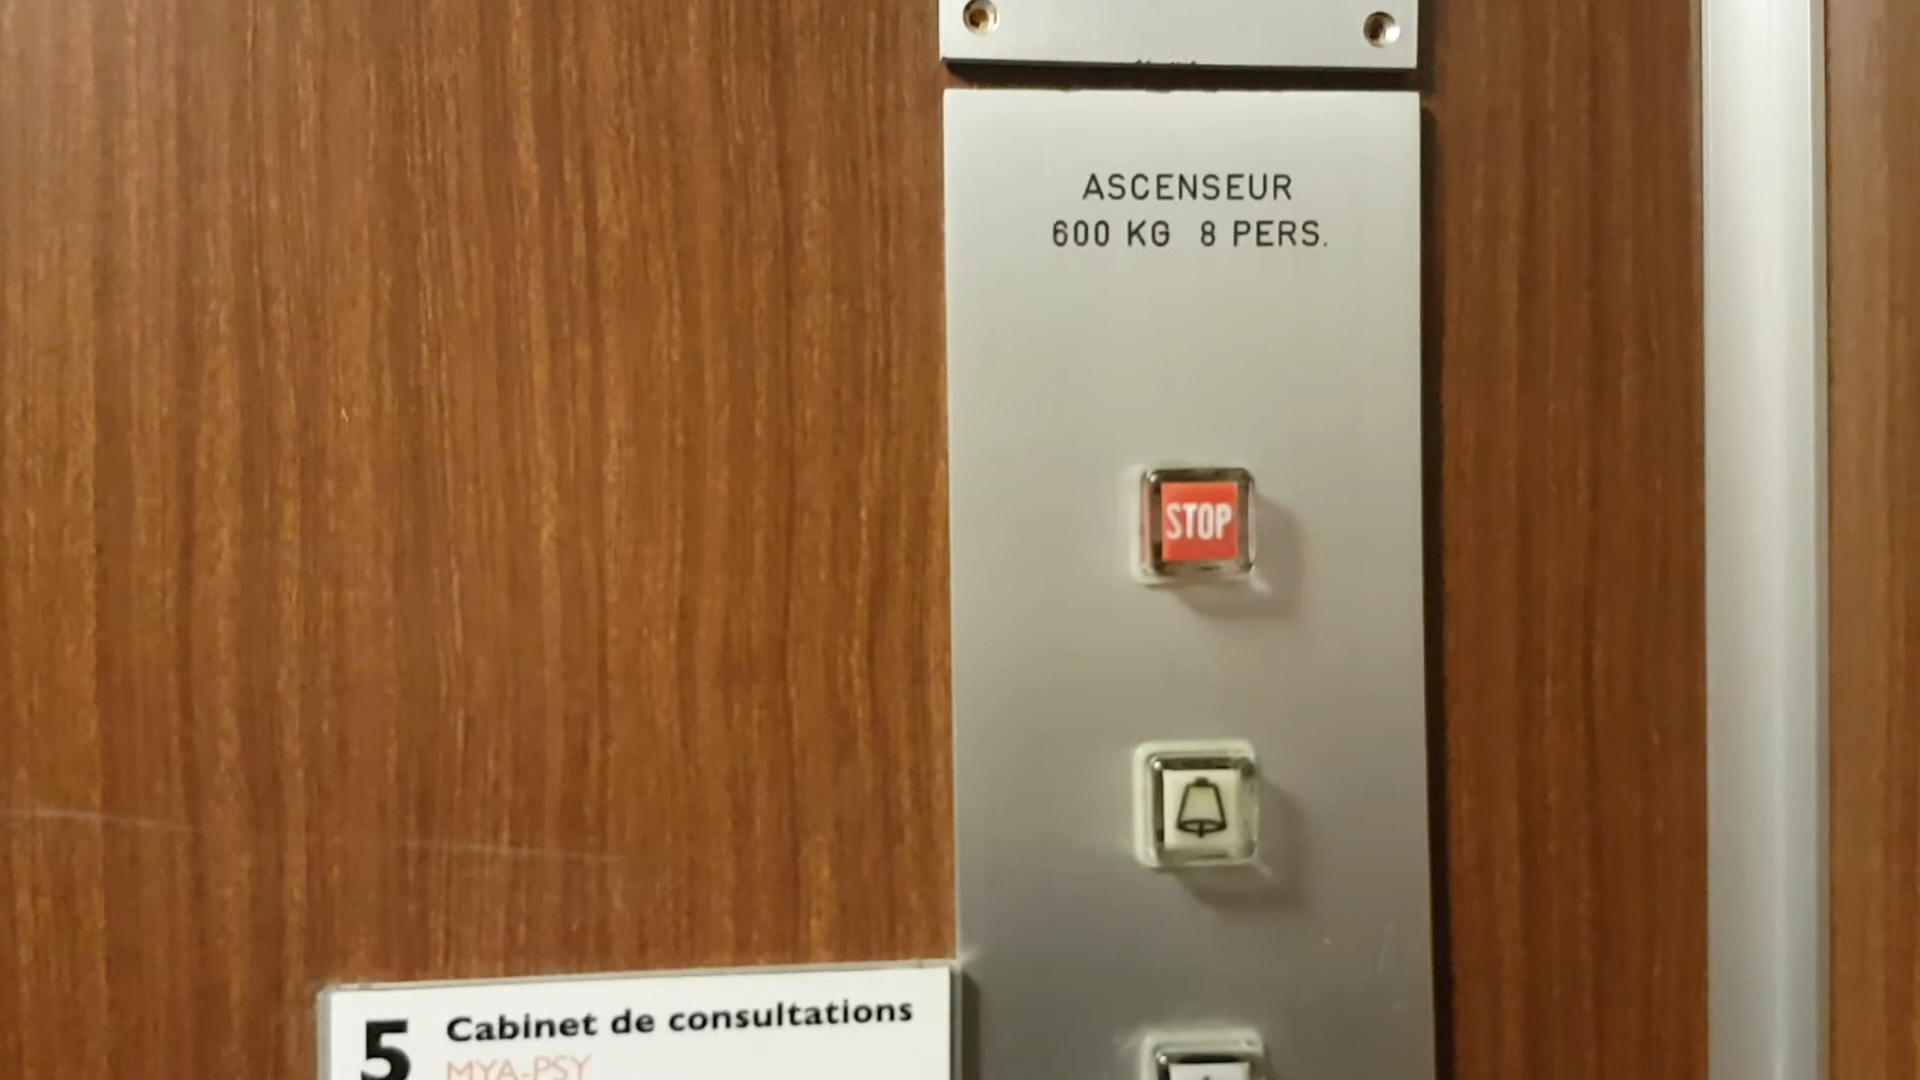 ASCENSEUR
600 KG 8 PERS.
STOP
5 Cabinet de consultations
MYA-PSY